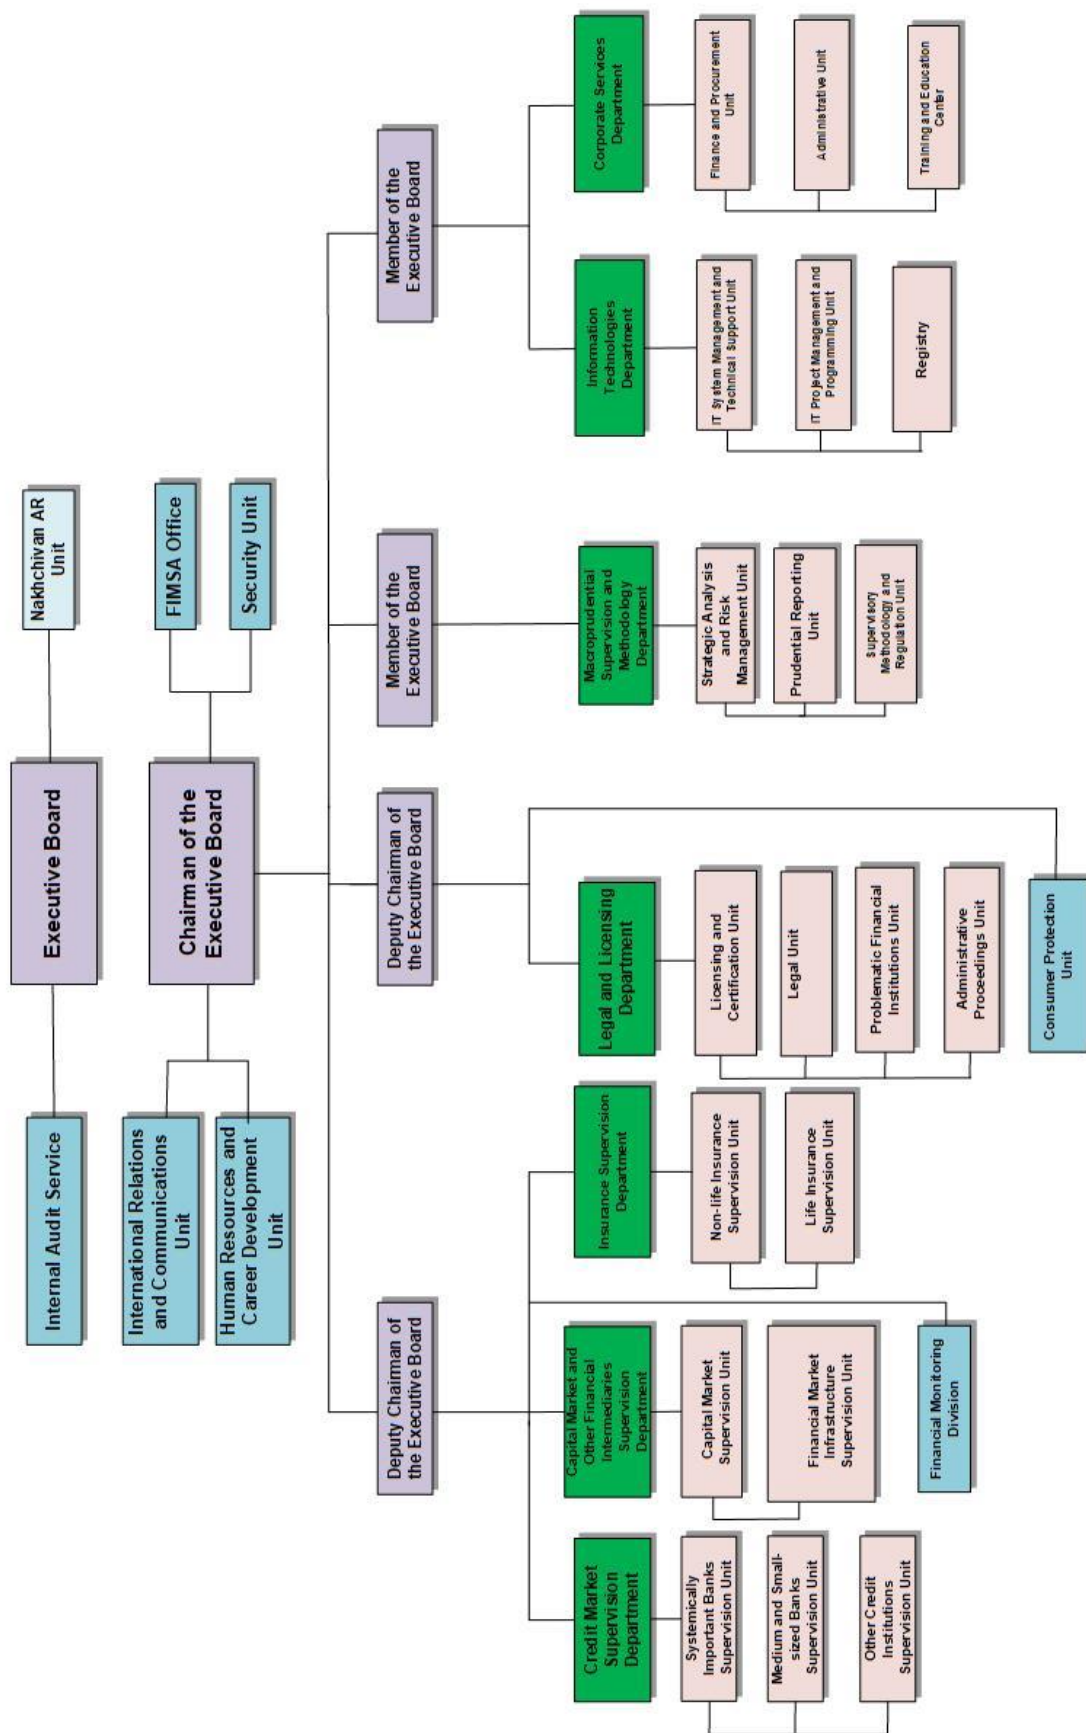 Executive Board
Internal Audit Service
Nakhchivan AR
Unit
Chairman of the
Executive Board
International Relations
and Communications
Unit
Human Resources and
Career Development
Unit
FIMSA Office
Security Unit
Deputy Chairman of
the Executive Board
Deputy Chairman of
the Executive Board
Member of the
Executive Board
Member of the
Executive Board
Credit Market
Supervision
Department
Systemically
Important Banks
Supervision Unit
Medium and Small-
sized Banks
Supervision Unit
Other Credit
Institutions
Supervision Unit
Capital Market and
Other Financial
Intermediaries
Supervision
Department
Capital Market
Supervision Unit
Financial Market
Infrastructure
Supervision Unit
Financial Monitoring
Division
Insurance Supervision
Department
Non-life Insurance
Supervision Unit
Life Insurance
Supervision Unit
Legal and Licensing
Department
Licensing and
Certification Unit
Legal Unit
Problematic Financial
Institutions Unit
Administrative
Proceedings Unit
Consumer Protection
Unit
Macroprudential
Supervision and
Methodology
Department
Strategic Analysis
and Risk
Management Unit
Prudential Reporting
Unit
Supervisory
Methodology and
Regulation Unit
Information
Technologies
Department
IT System Management and
Technical Support Unit
IT Project Management and
Programming Unit
Registry
Corporate Services
Department
Finance and Procurement
Unit
Administrative Unit
Training and Education
Center